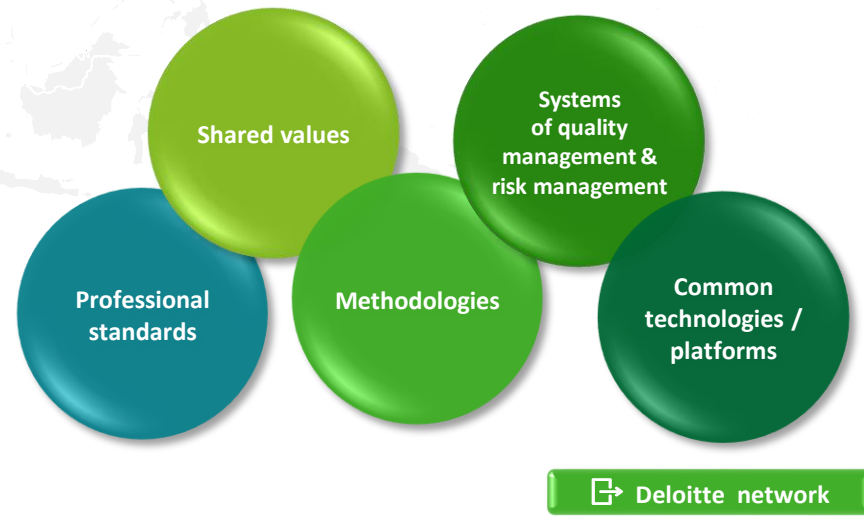 Shared values
Systems
of quality
management &
risk management
Professional
standards
Methodologies
Common
technologies /
platforms
Deloitte network